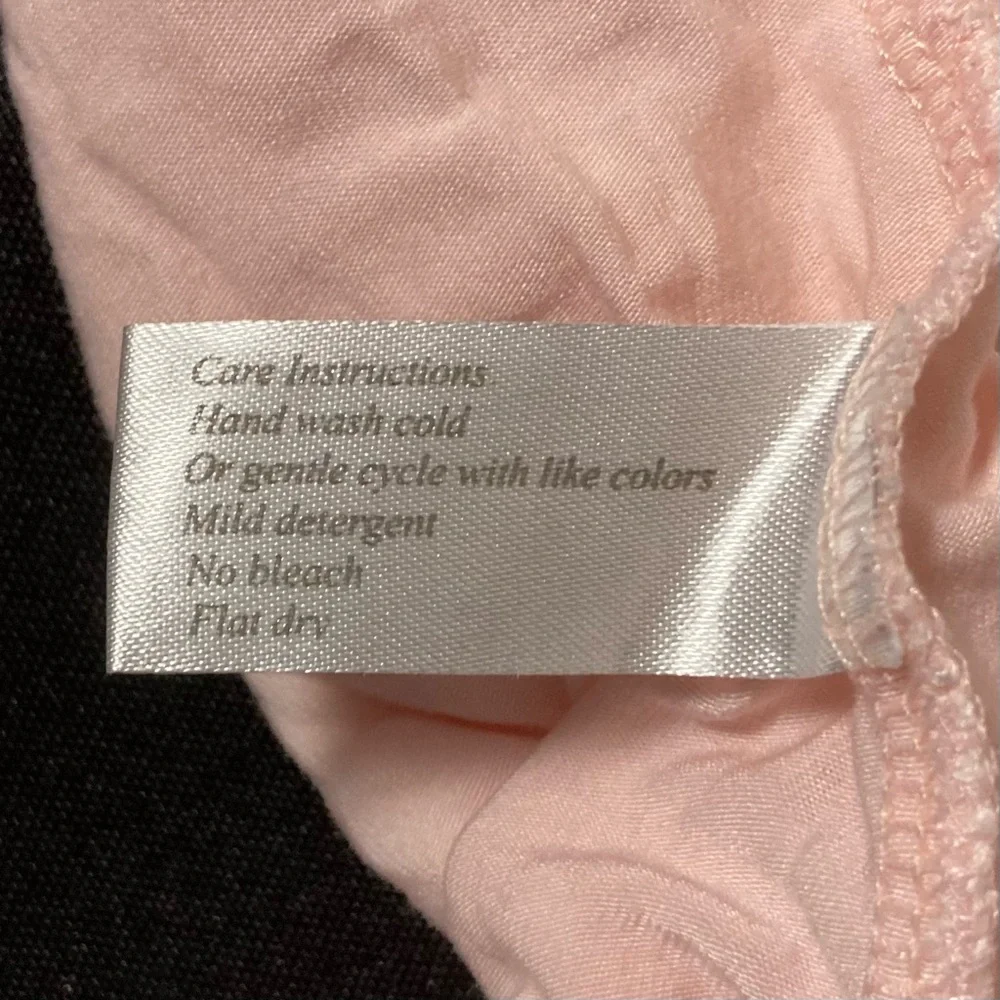 Care Instructions
Hand wash cold
Or gentle cycle with like colors
Mild detergent
No bleach
Flat dry